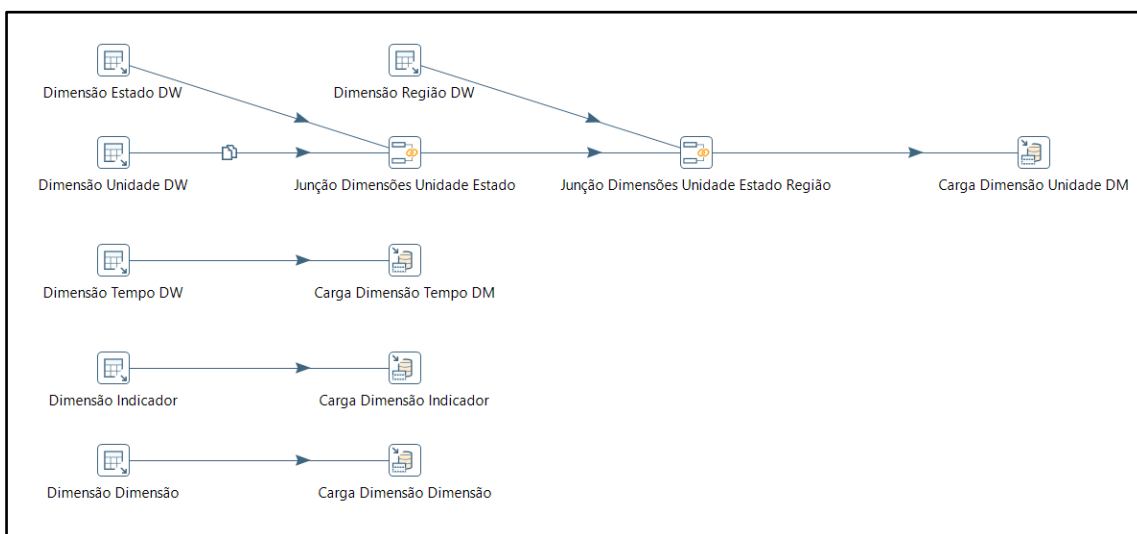 Dimensão Estado DW
Dimensão Região DW
Dimensão Unidade DW
Junção Dimensões Unidade Estado
Junção Dimensões Unidade Estado Região
Carga Dimensão Unidade DM
Dimensão Tempo DW
Carga Dimensão Tempo DM
Dimensão Indicador
Carga Dimensão Indicador
Dimensão Dimensão
Carga Dimensão Dimensão